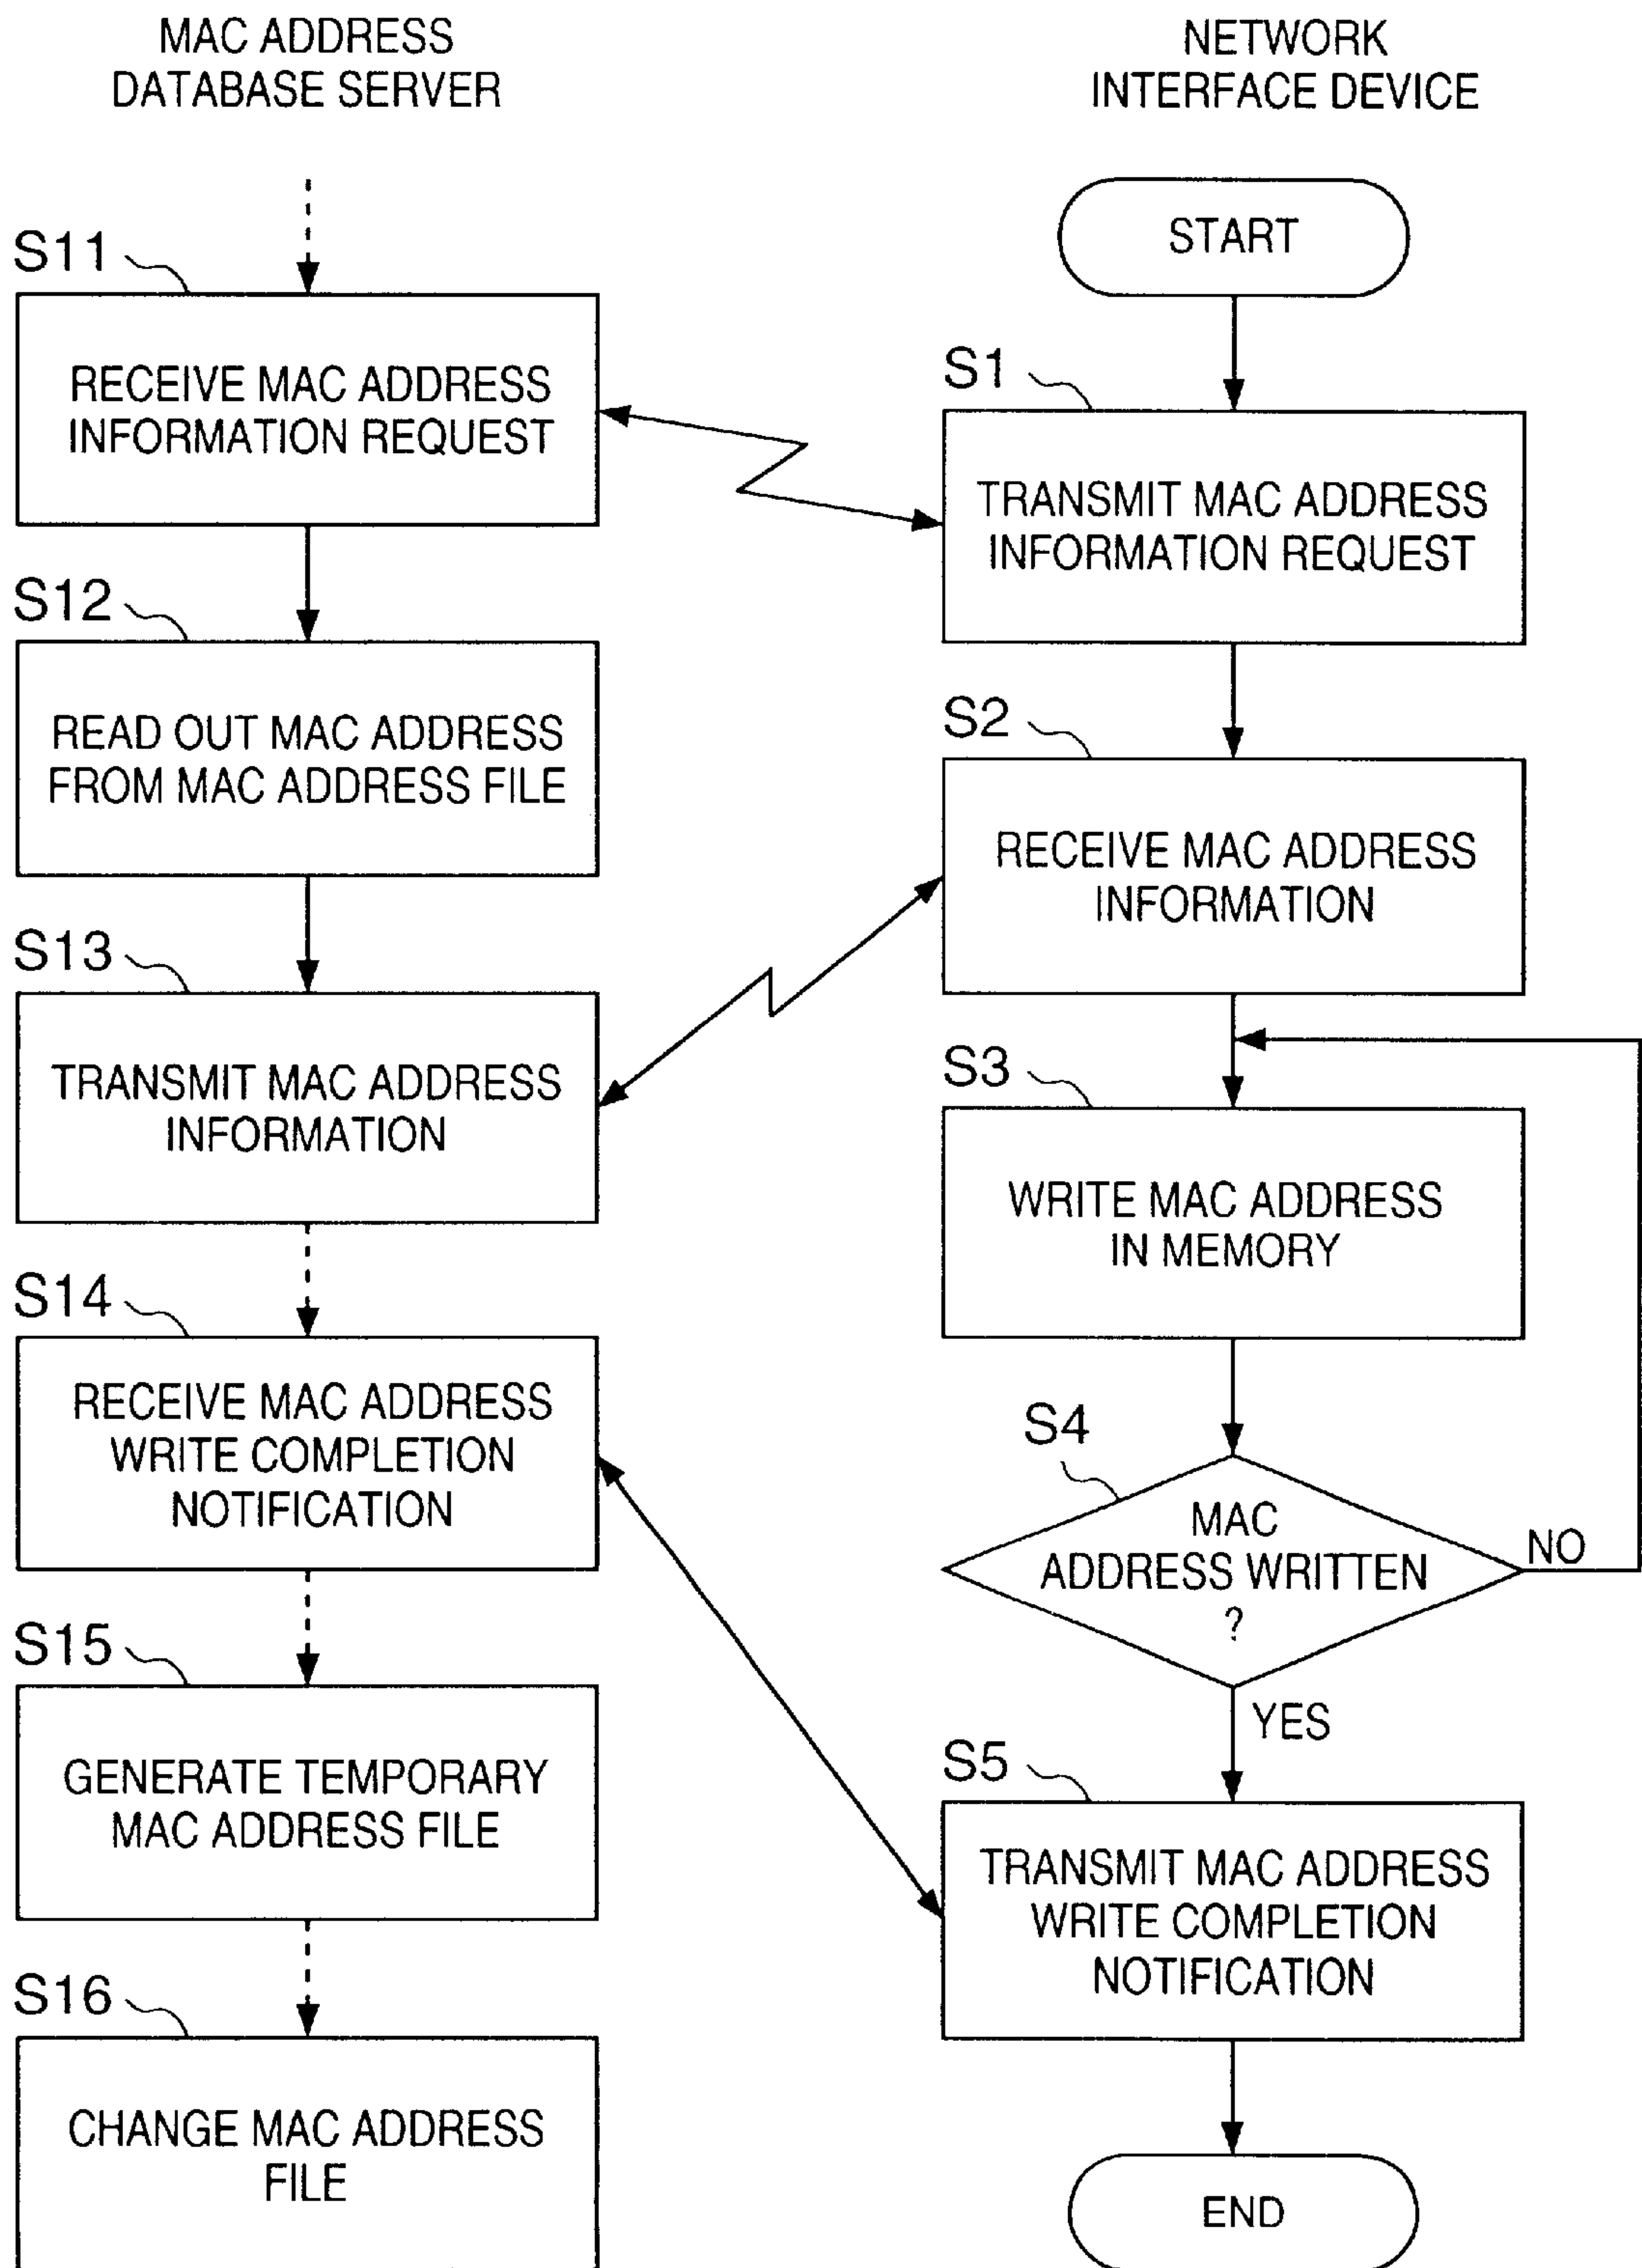 MAC ADDRESS
DATABASE SERVER
NETWORK
INTERFACE DEVICE
START
S11
RECEIVE MAC ADDRESS
INFORMATION REQUEST
S1
TRANSMIT MAC ADDRESS
INFORMATION REQUEST
S12
READ OUT MAC ADDRESS
FROM MAC ADDRESS FILE
S2
RECEIVE MAC ADDRESS
INFORMATION
S13
TRANSMIT MAC ADDRESS
INFORMATION
S3
WRITE MAC ADDRESS
IN MEMORY
S14
RECEIVE MAC ADDRESS
WRITE COMPLETION
NOTIFICATION
S4
MAC
ADDRESS WRITTEN
?
NO
YES
S15
GENERATE TEMPORARY
MAC ADDRESS FILE
S5
TRANSMIT MAC ADDRESS
WRITE COMPLETION
NOTIFICATION
S16
CHANGE MAC ADDRESS
FILE
END